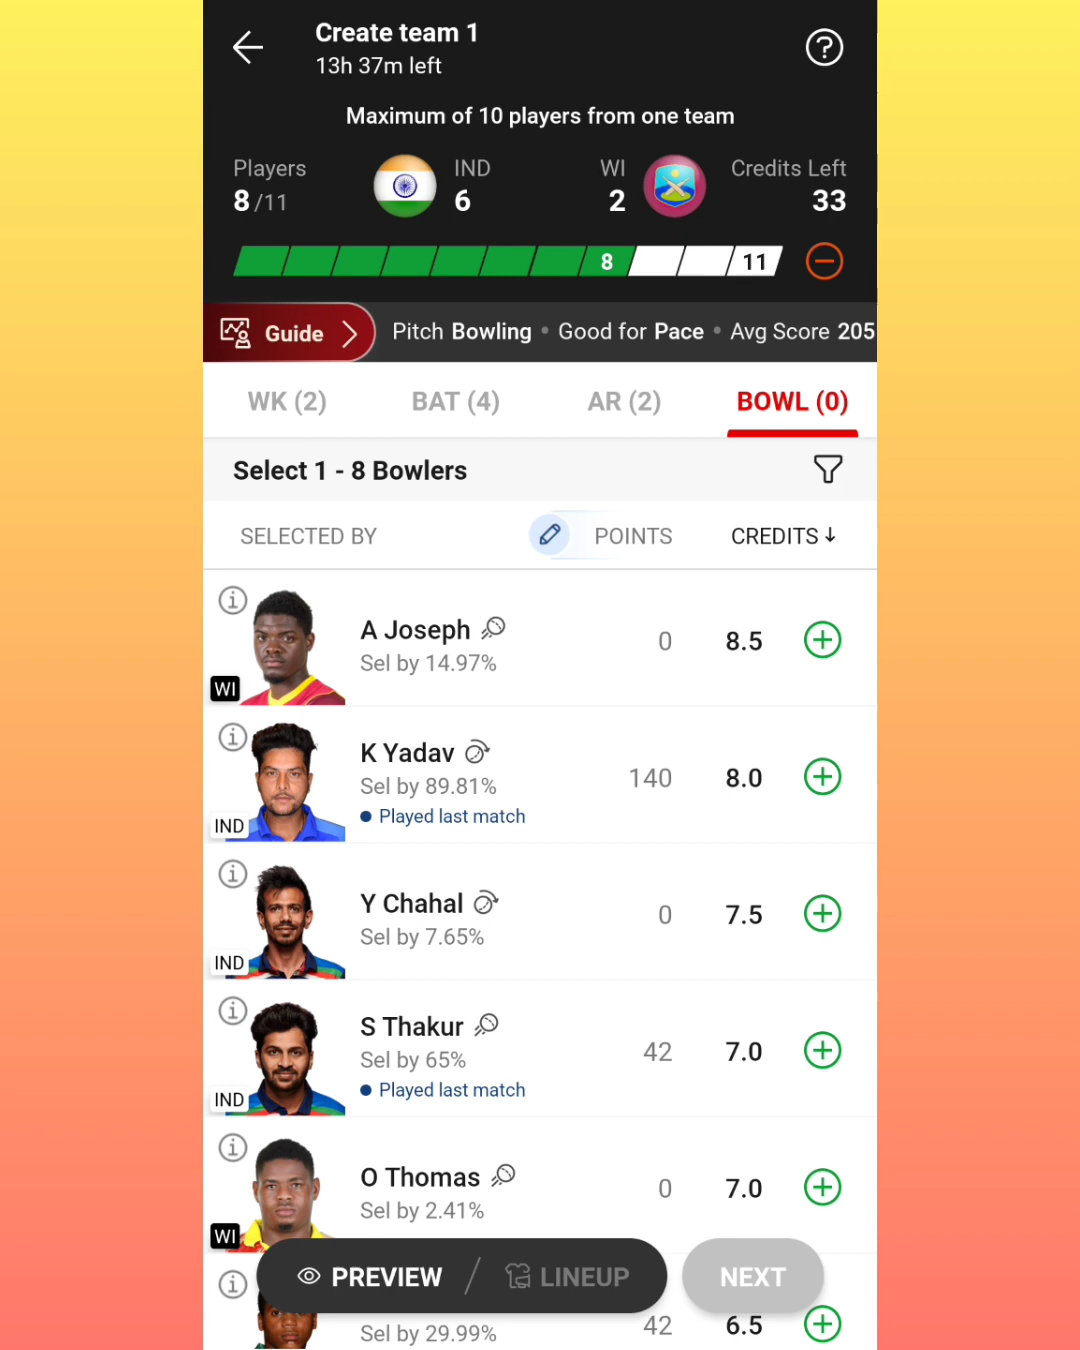 Create team 1
13h 37m left
Maximum of 10 players from one team
Players
8 /11
IND
6
WI
2
Credits Left
33
8
11
Guide
Pitch Bowling • Good for Pace • Avg Score 205
WK (2)
BAT (4)
AR (2)
BOWL (0)
Select 1 - 8 Bowlers
SELECTED BY
POINTS
CREDITS ↓
A Joseph
Sel by 14.97%
WI
0
8.5
K Yadav
Sel by 89.81%
Played last match
IND
140
8.0
Y Chahal
Sel by 7.65%
IND
0
7.5
S Thakur
Sel by 65%
Played last match
IND
42
7.0
O Thomas
Sel by 2.41%
WI
0
7.0
PREVIEW / LINEUP
NEXT
Sel by 29.99%
42
6.5